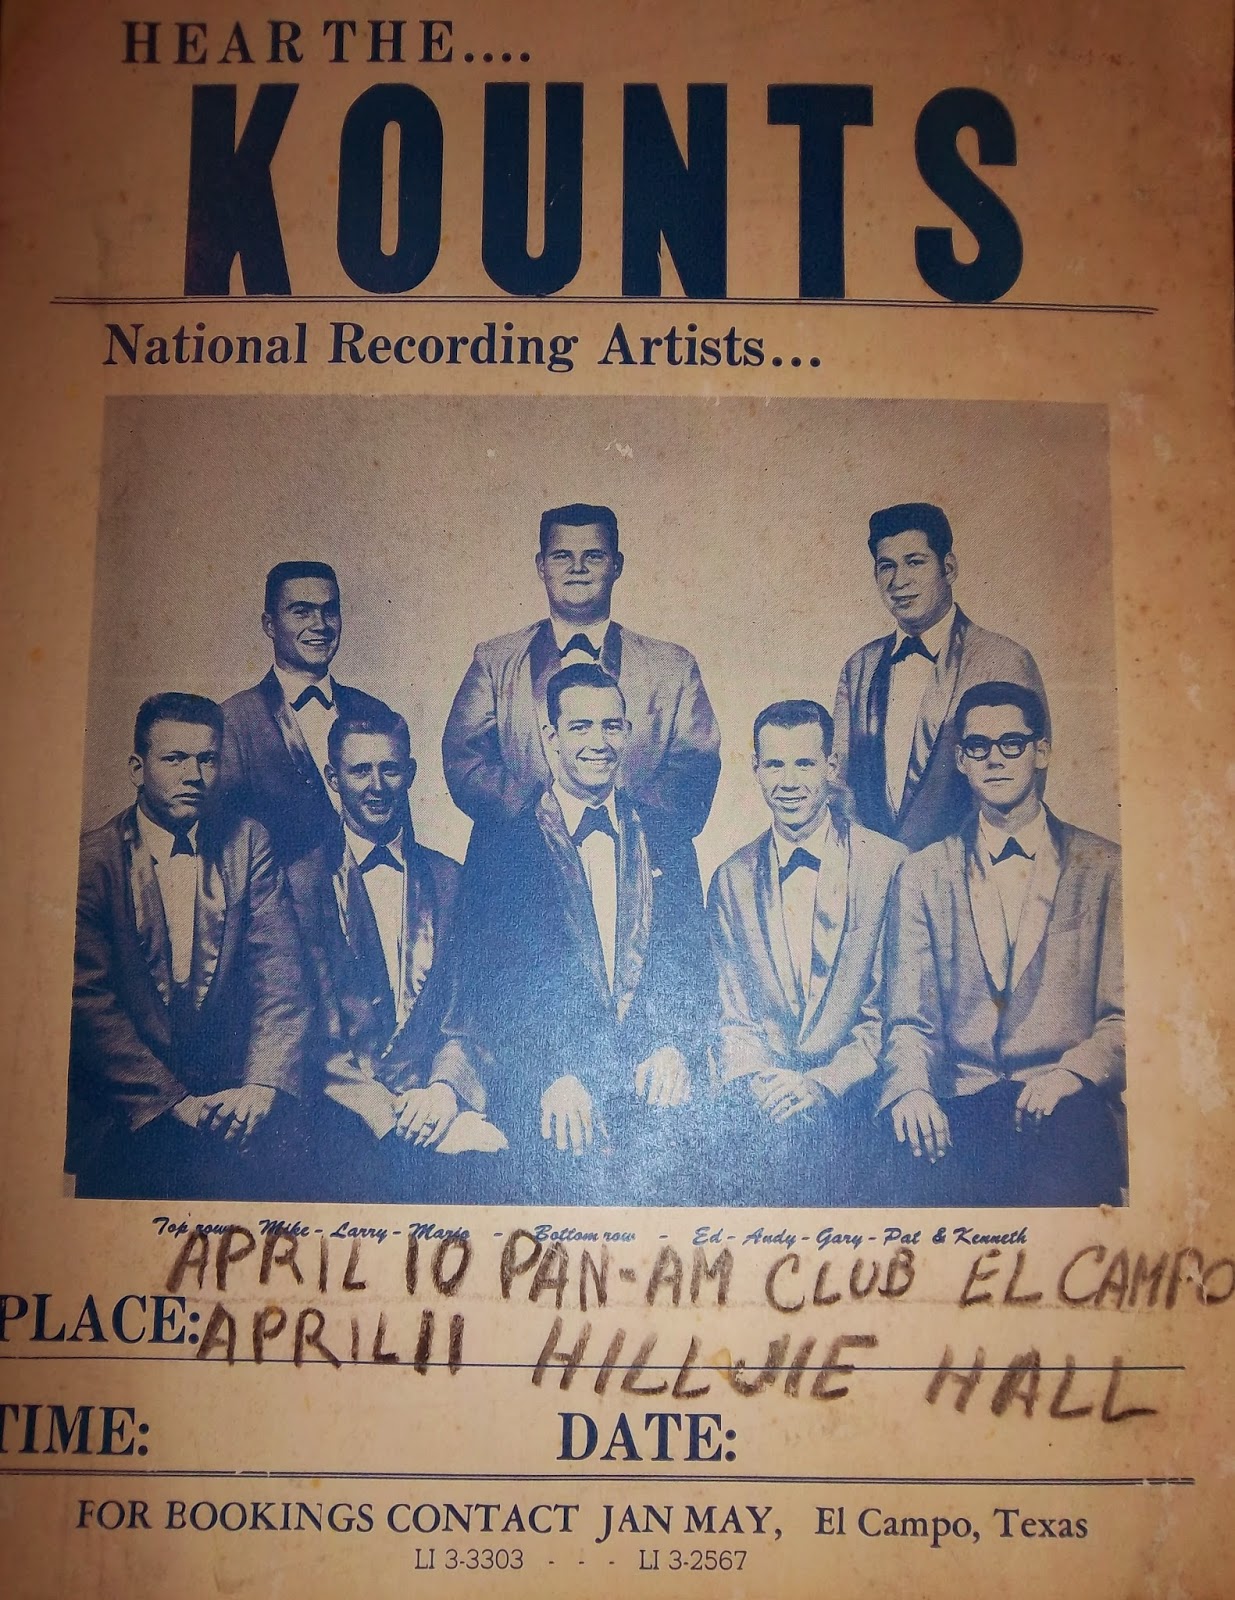 HEAR THE....
KOUNTS
National Recording Artists...
Top row - Mike - Larry - Mario - Bottom row - Ed - Andy - Gary - Pat & Kenneth
APRIL 10 PAN-AM CLUB EL CAMPO
PLACE: APRIL 11 HILLJIE HALL
TIME: DATE:
FOR BOOKINGS CONTACT JAN MAY, El Campo, Texas
LI 3-3303 - - - LI 3-2567